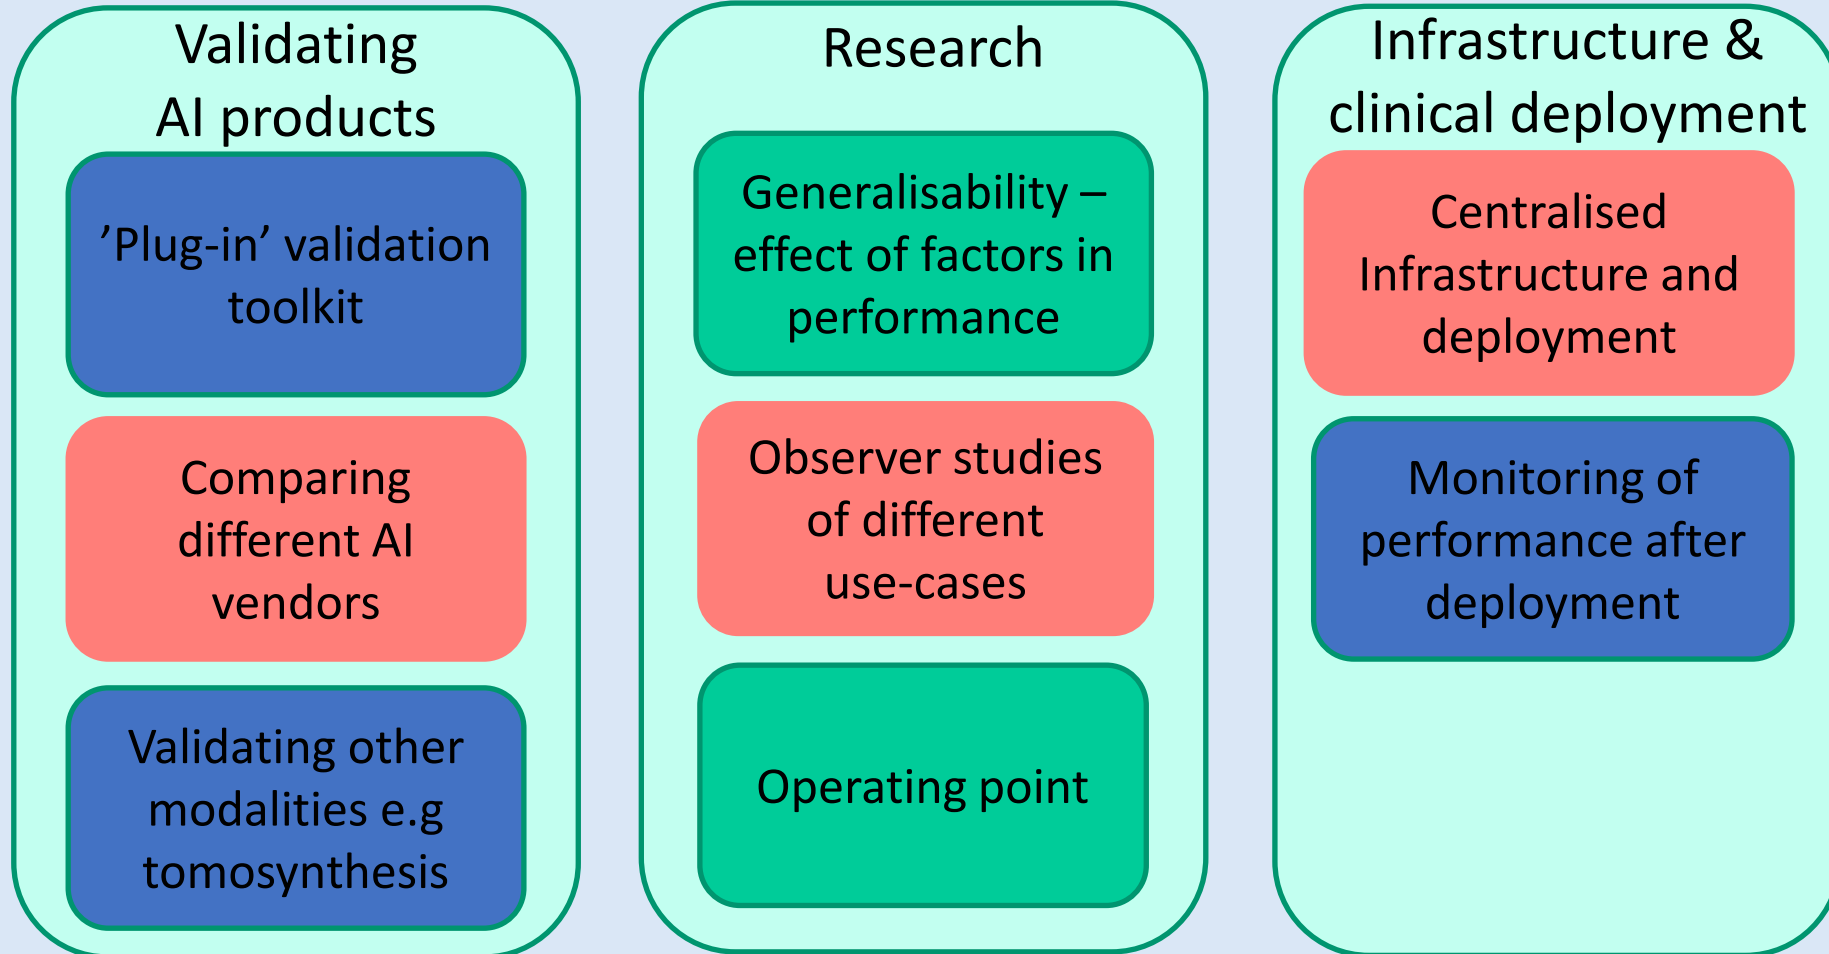 Validating
AI products
’Plug-in’ validation
toolkit
Comparing
different AI
vendors
Validating other
modalities e.g
tomosynthesis
Research
Generalisability –
effect of factors in
performance
Observer studies
of different
use-cases
Operating point
Infrastructure &
clinical deployment
Centralised
Infrastructure and
deployment
Monitoring of
performance after
deployment